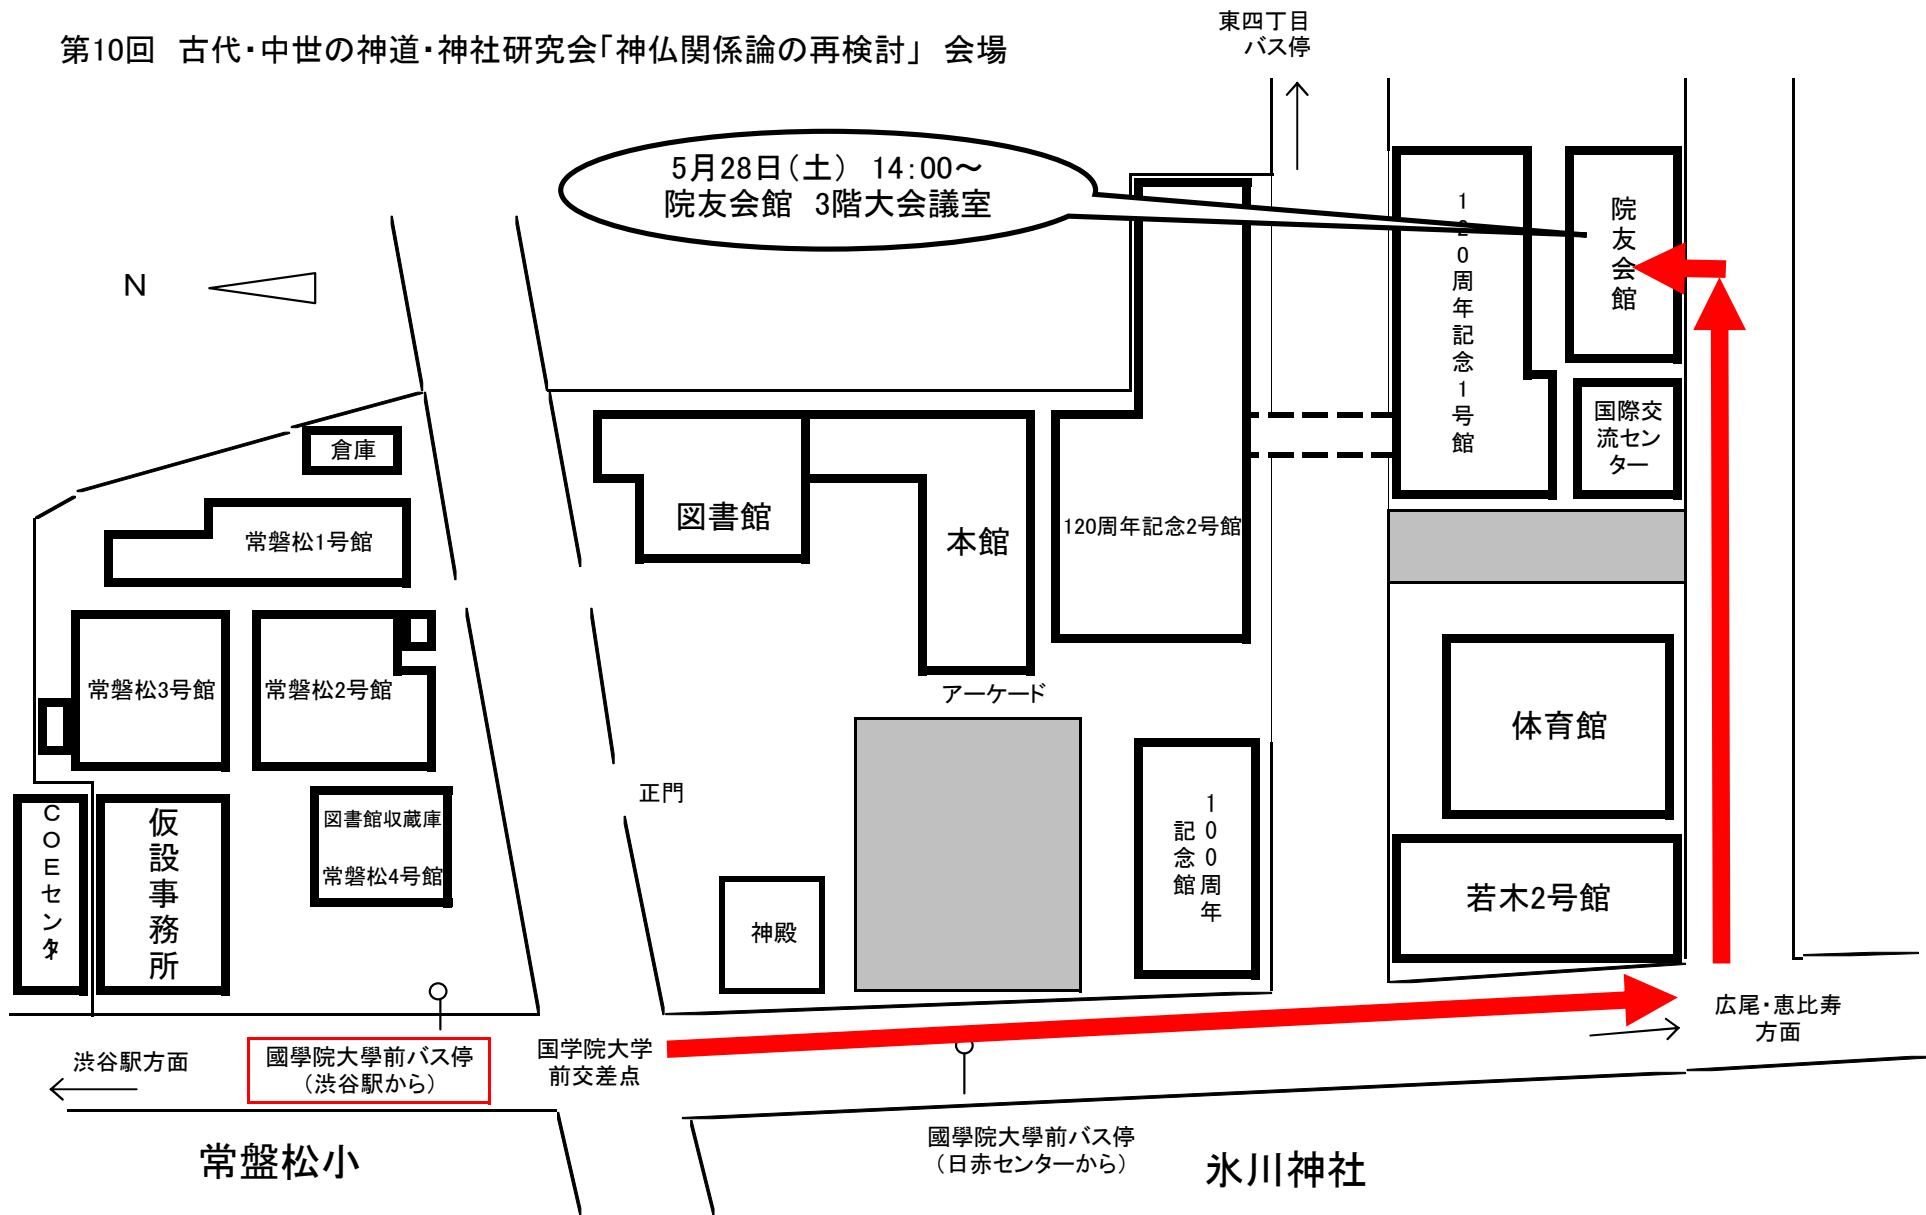 第10回 古代・中世の神道・神社研究会「神仏関係論の再検討」 会場
東四丁目
バス停
5月28日(土) 14:00～
院友会館 3階大会議室
N
120周年記念1号館
院友会館
国際交
流セン
ター
倉庫
常磐松1号館
図書館
本館
120周年記念2号館
常磐松3号館
常磐松2号館
アーケード
体育館
正門
COEセンター
仮設事務所
図書館収蔵庫
常磐松4号館
神殿
100周年
記念館
若木2号館
渋谷駅方面
國學院大學前バス停
(渋谷駅から)
国学院大学
前交差点
広尾・恵比寿
方面
國學院大學前バス停
(日赤センターから)
常盤松小
氷川神社